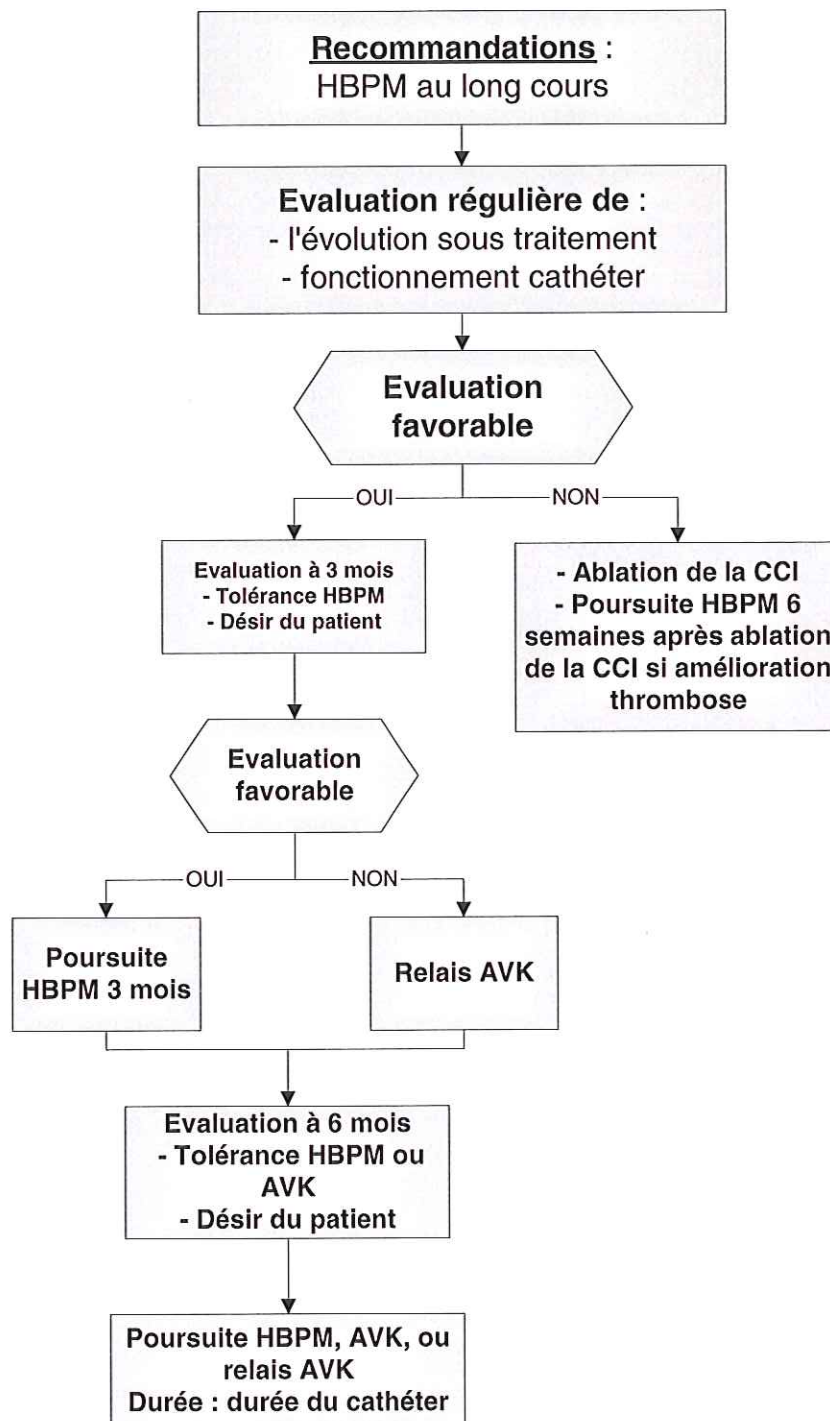 Recommandations :
HBPM au long cours
Evaluation régulière de :
- l'évolution sous traitement
- fonctionnement cathéter
Evaluation
favorable
OUI
NON
Evaluation à 3 mois
- Tolérance HBPM
- Désir du patient
- Ablation de la CCI
- Poursuite HBPM 6
semaines après ablation
de la CCI si amélioration
thrombose
Evaluation
favorable
OUI
NON
Poursuite
HBPM 3 mois
Relais AVK
Evaluation à 6 mois
- Tolérance HBPM ou
AVK
- Désir du patient
Poursuite HBPM, AVK, ou
relais AVK
Durée : durée du cathéter